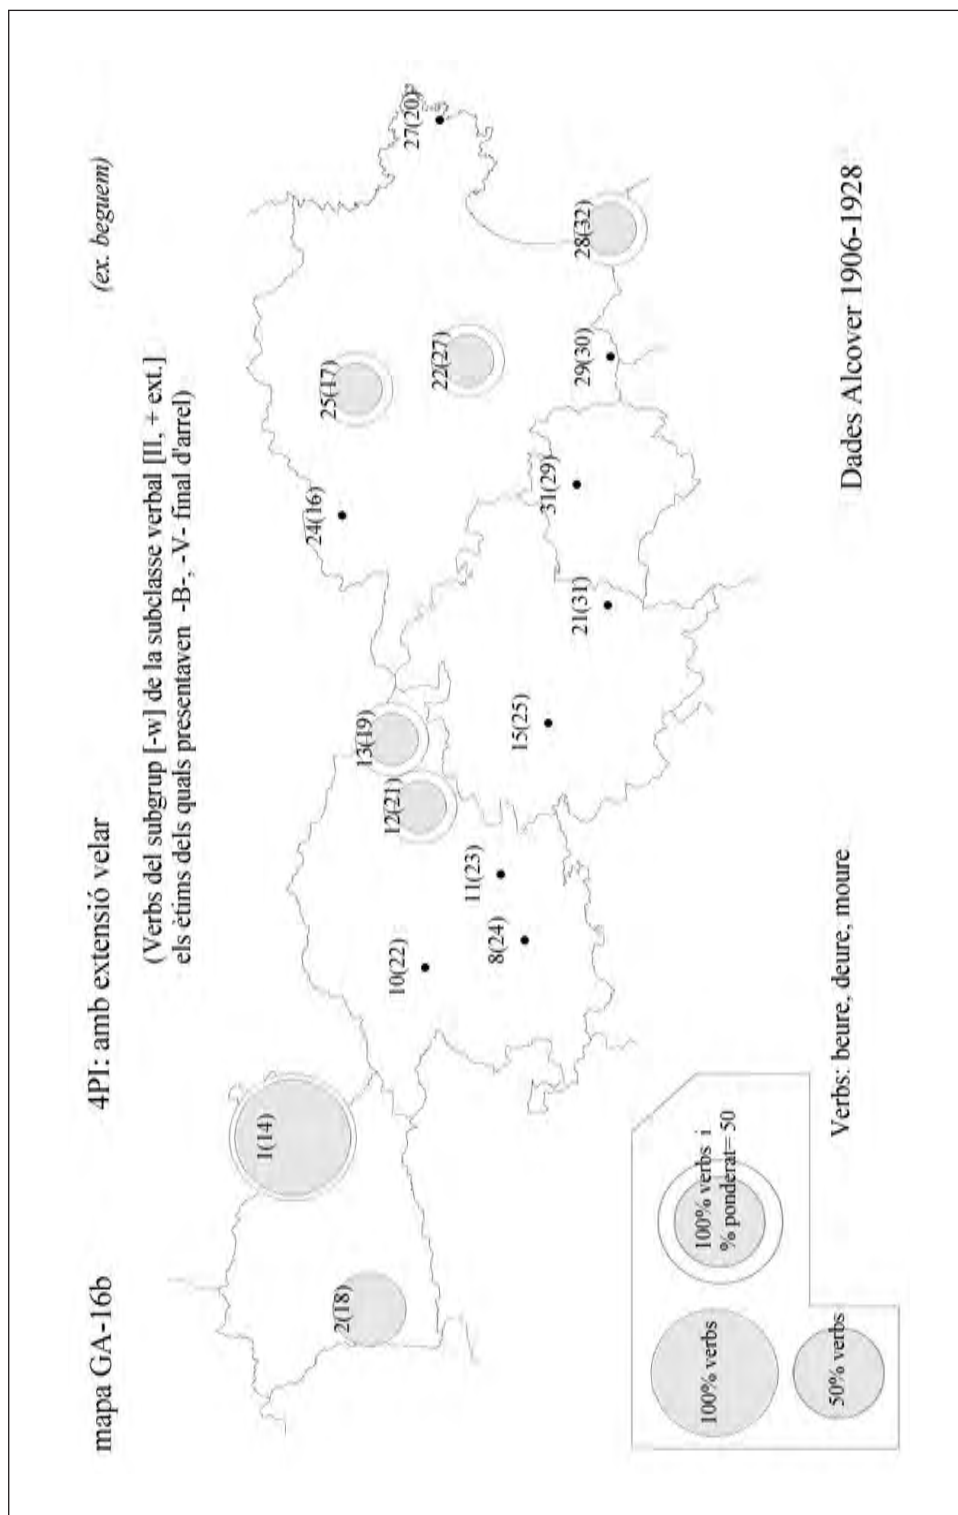 mapa GA-16b
4PI: amb extensió velar
(ex. beguem)
(Verbs del subgrup [-w] de la subclasse verbal [II, + ext.]
els ètims dels quals presentaven -B-, -V- final d'arrel)
1(14)
2(18)
10(22)
8(24)
11(23)
12(21)
13(19)
15(25)
21(31)
24(16)
31(29)
25(17)
22(27)
29(30)
28(32)
27(20)
100% verbs
50% verbs
100% verbs i
% ponderat= 50
Verbs: beure, deure, moure
Dades Alcover 1906-1928